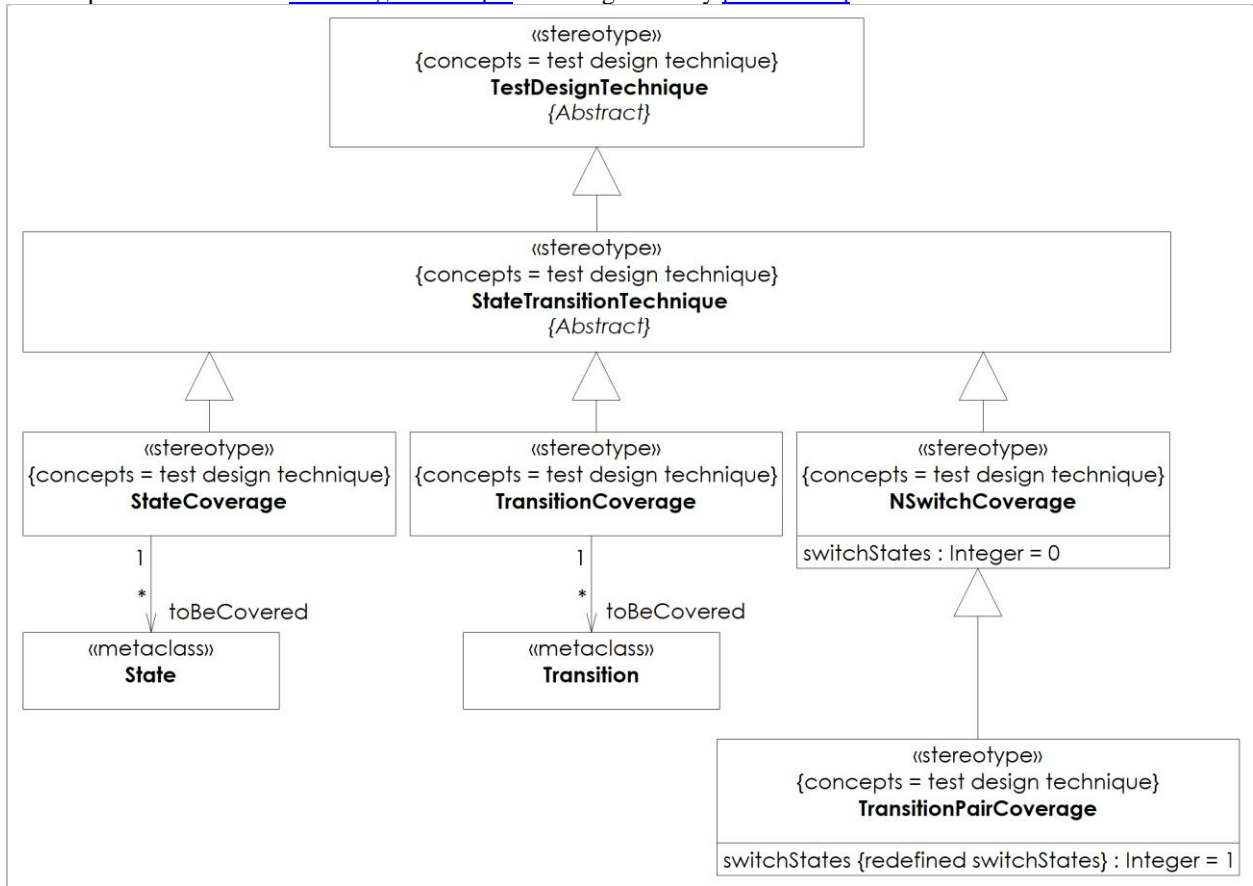 «stereotype»
{concepts = test design technique}
TestDesignTechnique
{Abstract}
«stereotype»
{concepts = test design technique}
StateTransitionTechnique
{Abstract}
«stereotype»
{concepts = test design technique}
StateCoverage
«stereotype»
{concepts = test design technique}
TransitionCoverage
«stereotype»
{concepts = test design technique}
NSwitchCoverage
switchStates : Integer = 0
1
*
toBeCovered
1
*
toBeCovered
«metaclass»
State
«metaclass»
Transition
«stereotype»
{concepts = test design technique}
TransitionPairCoverage
switchStates {redefined switchStates} : Integer = 1